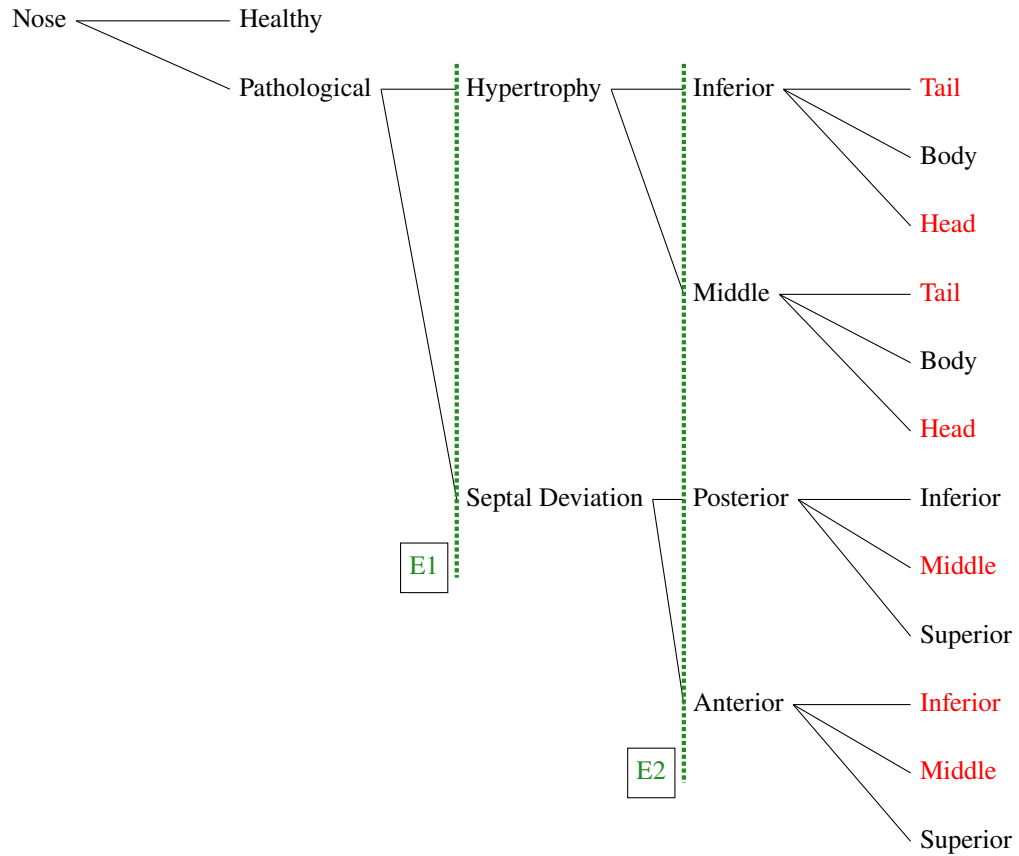 Nose Healthy
Pathological Hypertrophy Inferior Tail
Body
Head
Middle Tail
Body
Head
Septal Deviation Posterior Inferior
E1 Middle
Superior
Anterior Inferior
E2 Middle
Superior